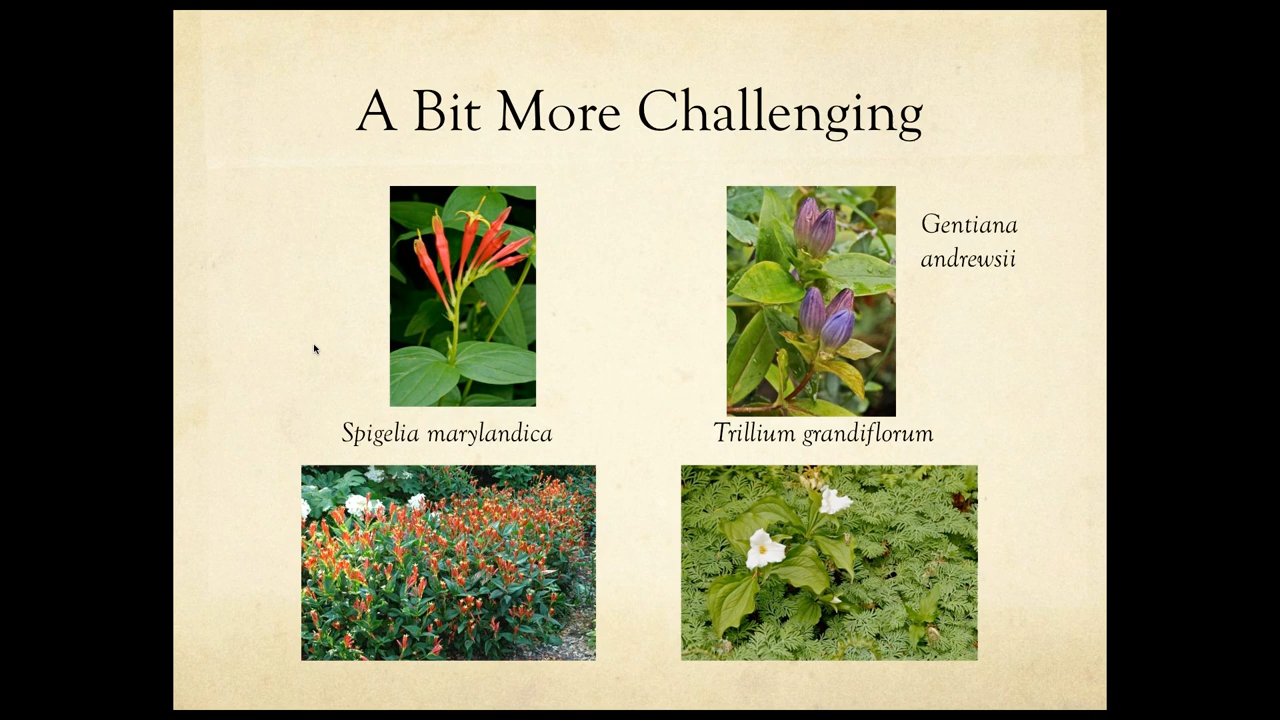 A Bit More Challenging
Gentiana
andrewsii
Spigelia marylandica
Trillium grandiflorum